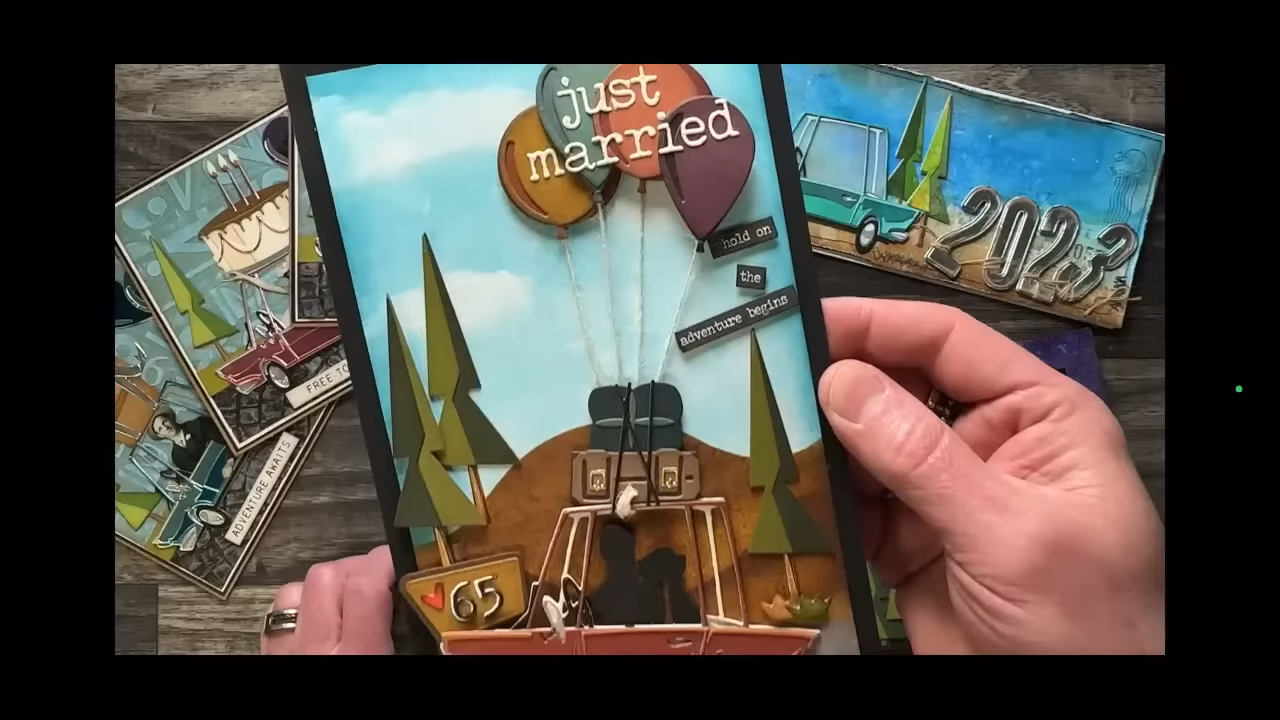 just
married
hold on
the
adventure begins
65
2023
FREE TO
ADVENTURE AWAITS